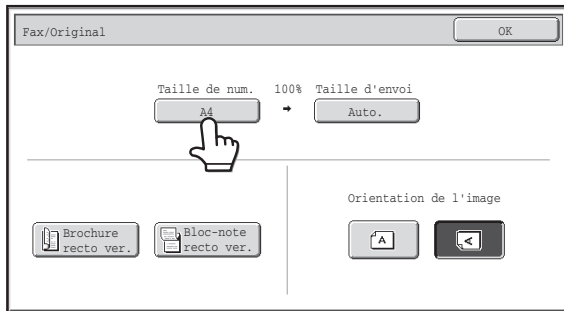 Fax/Original
OK
Taille de num. 100% Taille d'envoi
A4
Auto.
Orientation de l'image
Brochure
recto ver.
Bloc-note
recto ver.
A
A